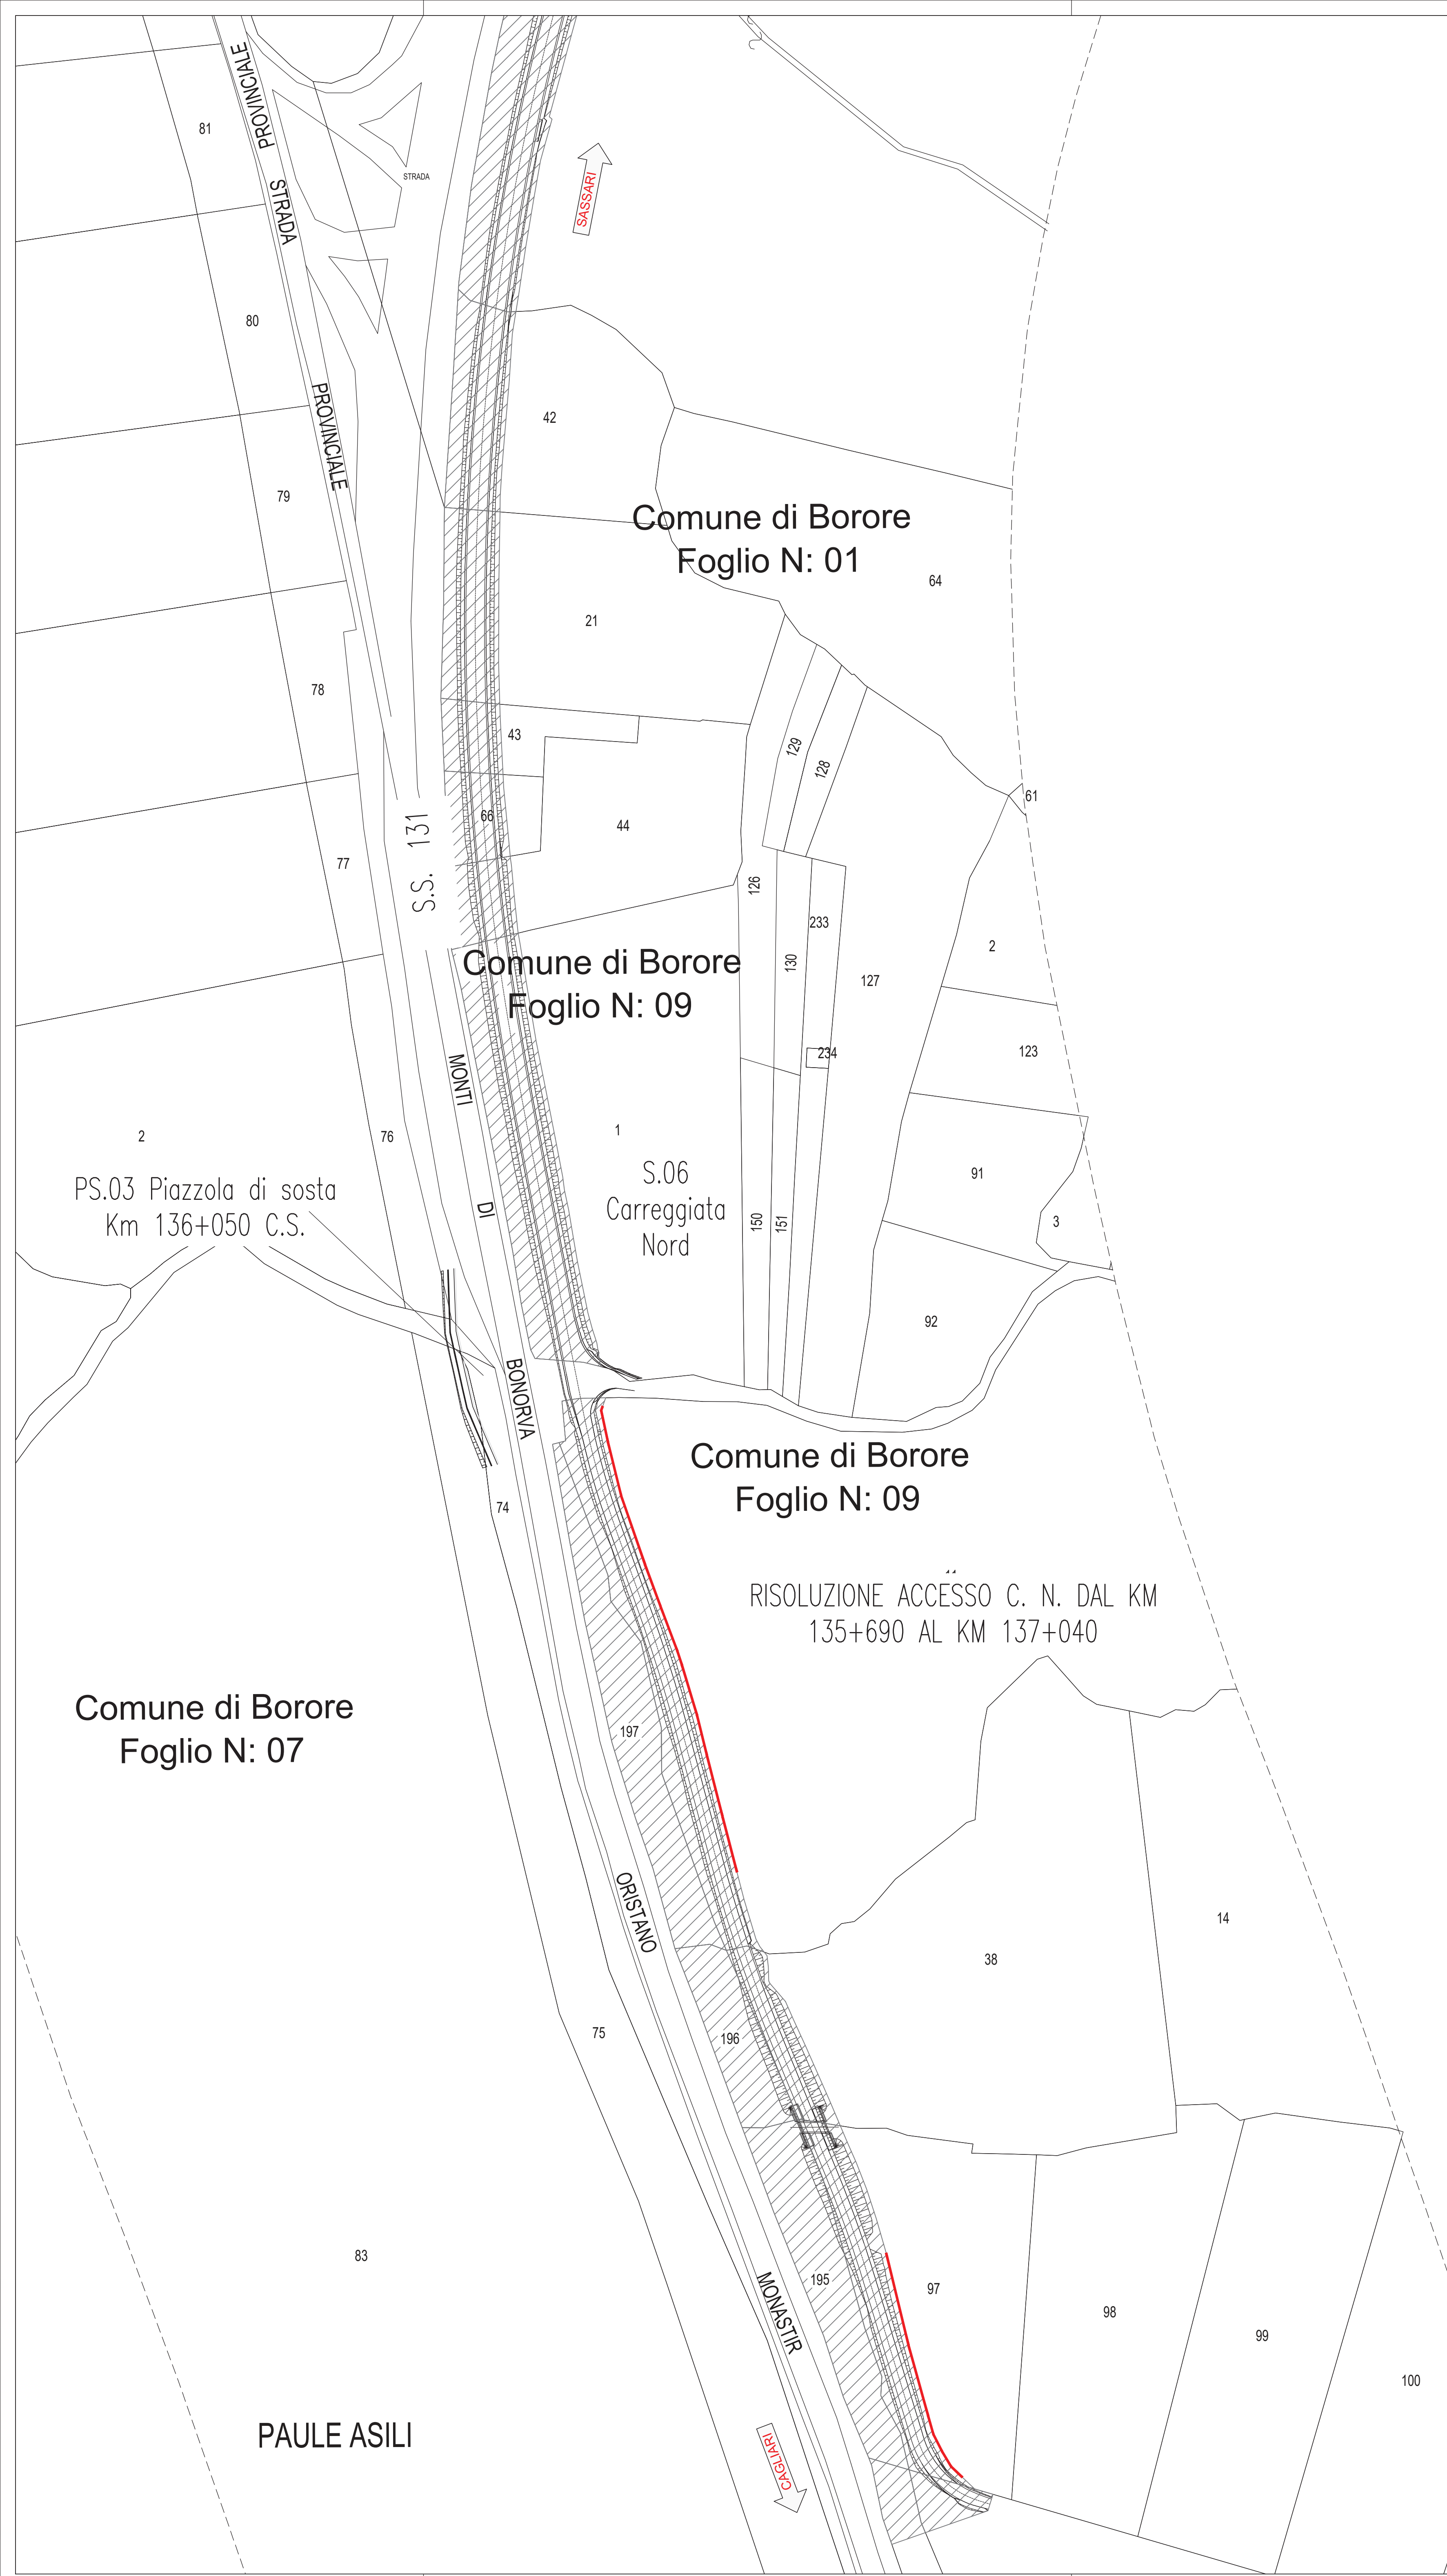 PROVINCIALE
81
STRADA
STRADA
SASSARI
80
42
PROVINCIALE
79
Comune di Borore
Foglio N: 01
64
21
78
43
129
128
61
66
44
S.S. 131
77
126
233
2
Comune di Borore
Foglio N: 09
130
127
234
123
MONTI
1
2
76
S.06
Carreggiata
Nord
91
PS.03 Piazzola di sosta
Km 136+050 C.S.
DI
150
151
3
92
BONORVA
Comune di Borore
Foglio N: 09
74
RISOLUZIONE ACCESSO C. N. DAL KM
135+690 AL KM 137+040
Comune di Borore
Foglio N: 07
197
ORISTANO
14
38
75
196
83
195
97
MONASTIR
98
99
100
PAULE ASILI
CAGLIARI